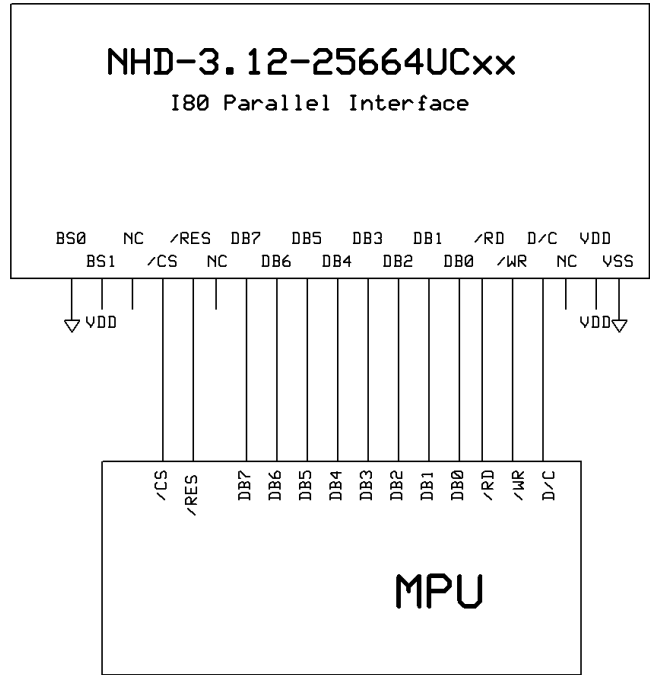 NHD-3.12-25664UCxx
I80 Parallel Interface
BS0 NC /RES DB7 DB5 DB3 DB1 /RD D/C VDD
BS1 /CS NC DB6 DB4 DB2 DB0 /WR NC VSS
VDD VDD
/CS /RES DB7 DB6 DB5 DB4 DB3 DB2 DB1 DB0 /RD /WR D/C
MPU